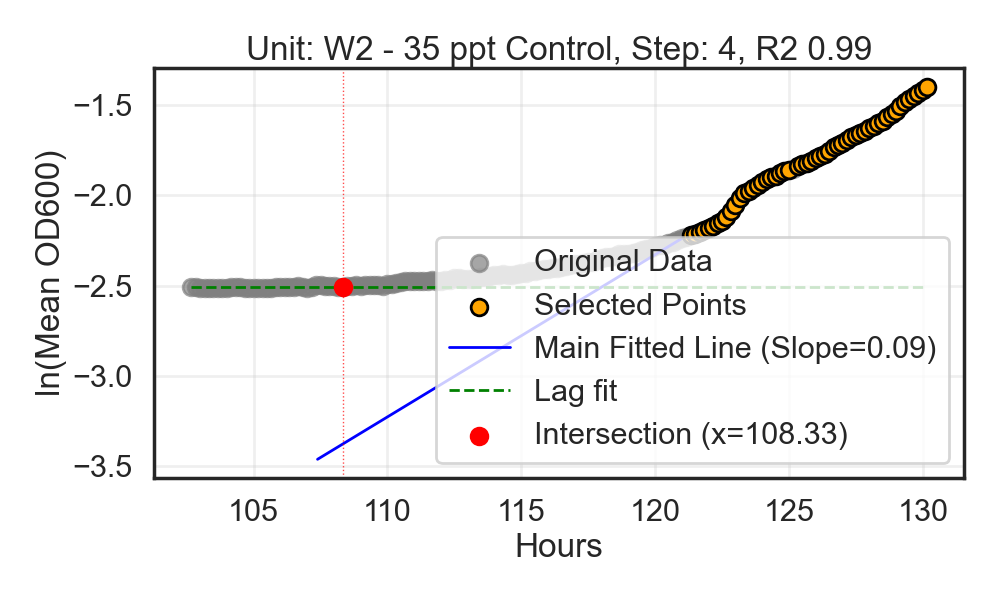 Unit: W2 - 35 ppt Control, Step: 4, R2 0.99
ln(Mean OD600)
−1.5
−2.0
−2.5
−3.0
−3.5
Original Data
Selected Points
Main Fitted Line (Slope=0.09)
Lag fit
Intersection (x=108.33)
105 110 115 120 125 130
Hours